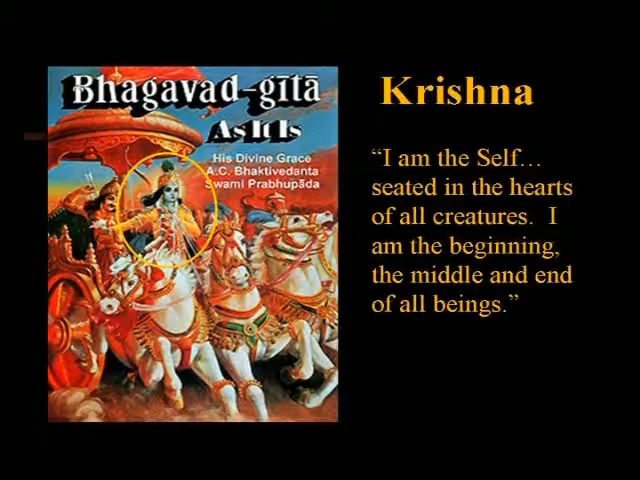 Bhagavad-gītā
As It Is
His Divine Grace
A.C. Bhaktivedanta
Swami Prabhupāda
Krishna
“I am the Self…
seated in the hearts
of all creatures.  I
am the beginning,
the middle and end
of all beings.”